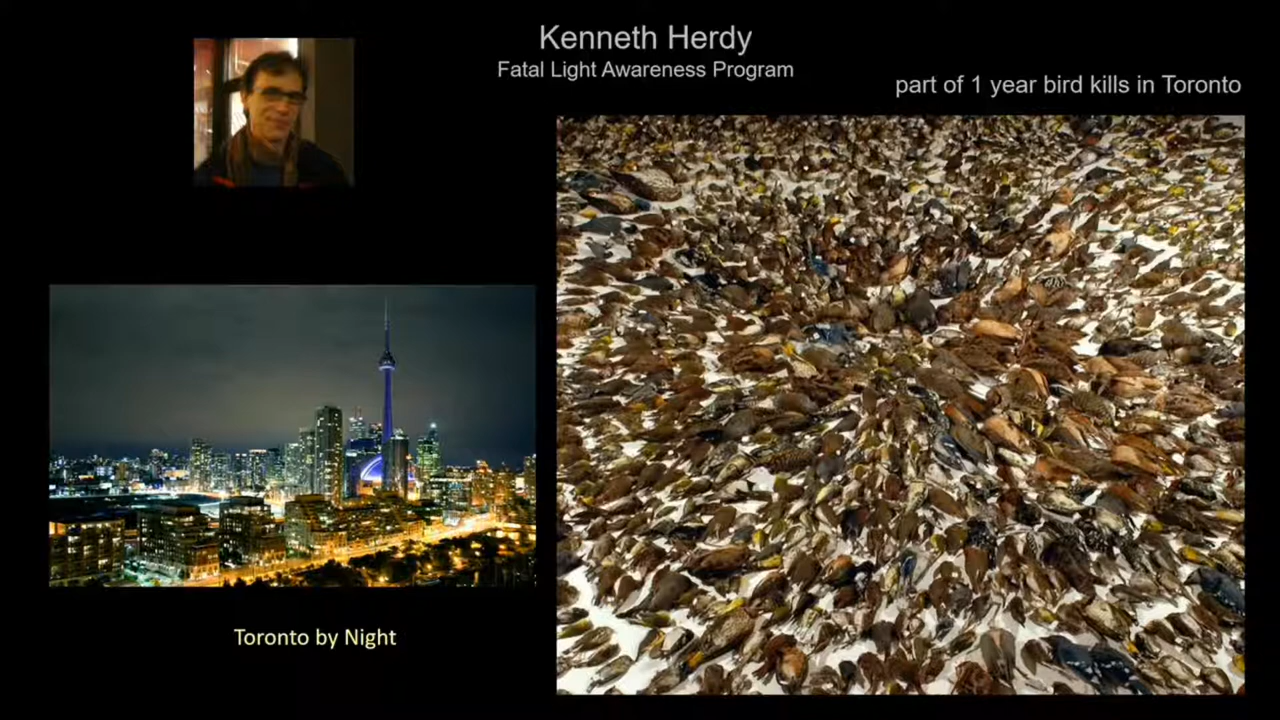 Kenneth Herdy
Fatal Light Awareness Program
part of 1 year bird kills in Toronto
Toronto by Night